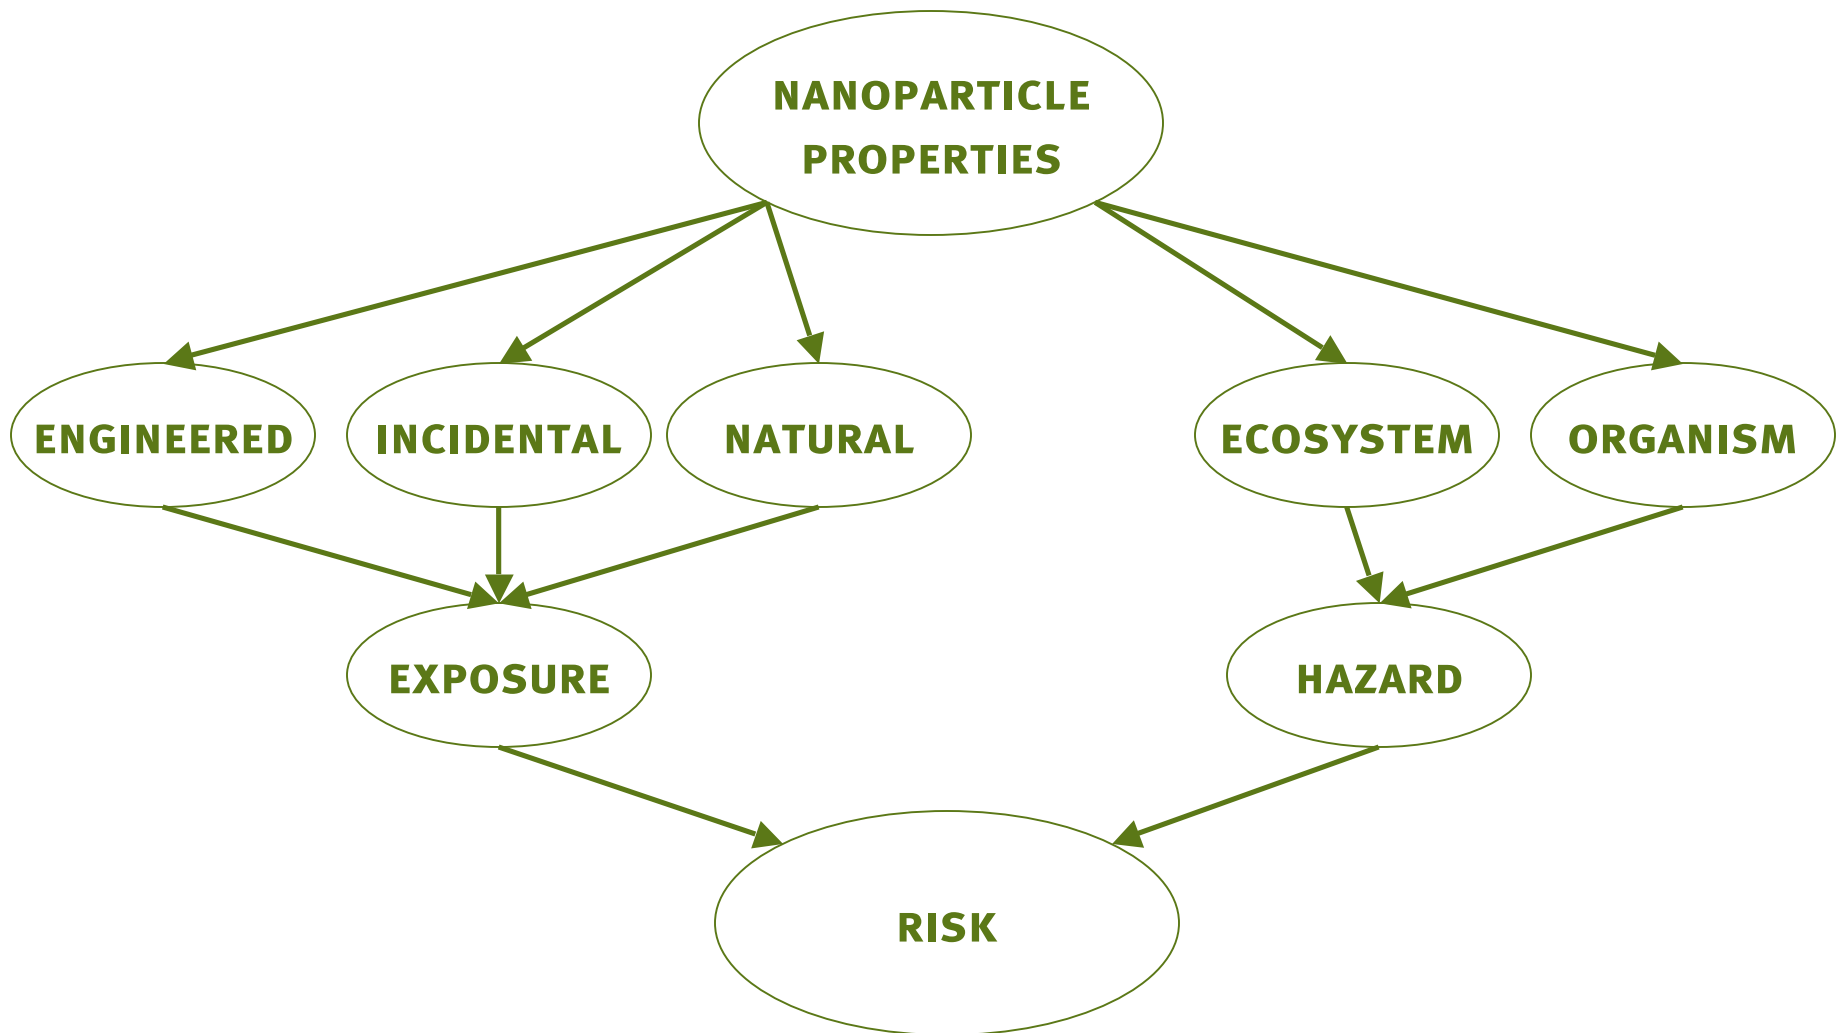 NANOPARTICLE
PROPERTIES
ENGINEERED
INCIDENTAL
NATURAL
ECOSYSTEM
ORGANISM
EXPOSURE
HAZARD
RISK